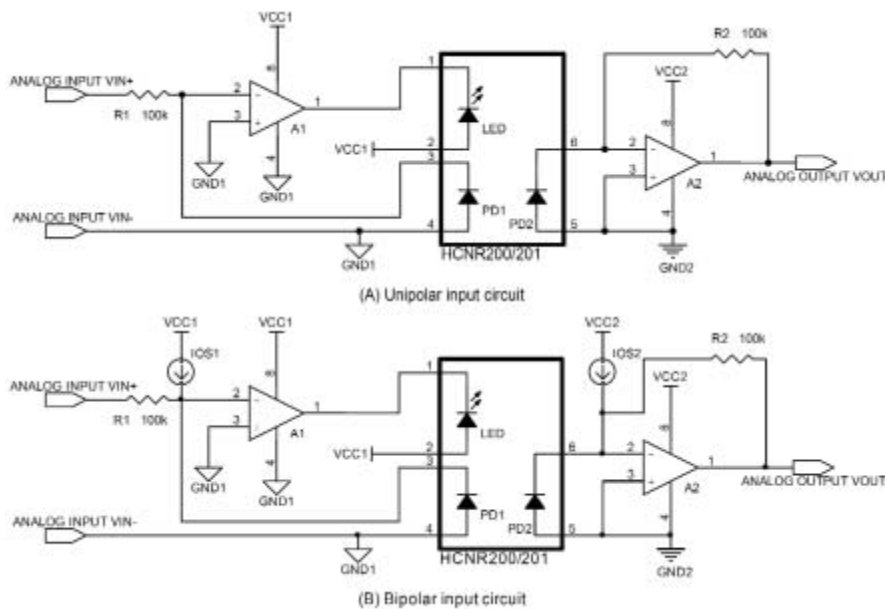 VCC1
R2 100k
ANALOG INPUT VIN+
8
1
VCC2
2
-
R1 100k
3
+
1
A1
LED
8
VCC1
2
3
6
2
-
3
+
1
A2
4
GND1
GND1
ANALOG OUTPUT VOUT
PD1
PD2
4
ANALOG INPUT VIN-
4
5
GND1
HCNR200/201
GND2
(A) Unipolar input circuit
VCC1
VCC1
VCC2
R2 100k
IOS1
IOS2
ANALOG INPUT VIN+
8
1
VCC2
2
-
R1 100k
3
1
A1
LED
8
VCC1
2
3
6
2
-
3
+
1
A2
4
GND1
GND1
ANALOG OUTPUT VOUT
PD1
PD2
4
ANALOG INPUT VIN-
4
5
GND1
HCNR200/201
GND2
(B) Bipolar input circuit